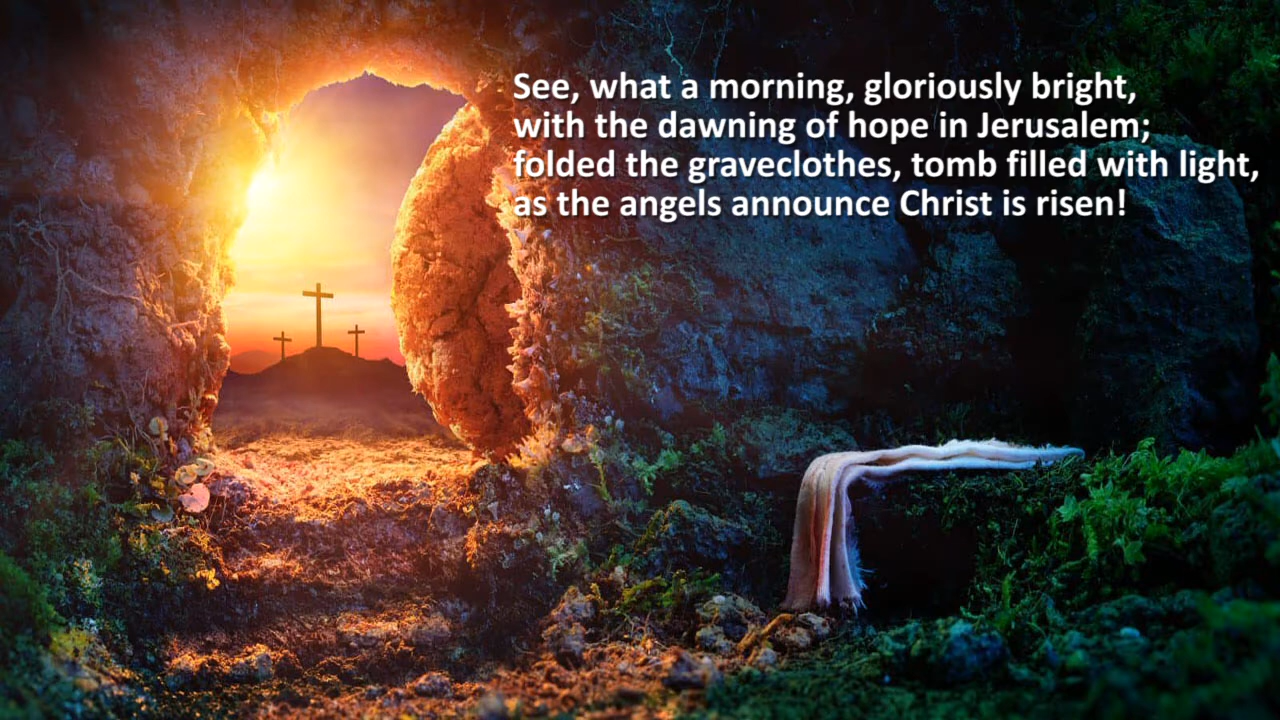 See, what a morning, gloriously bright,
with the dawning of hope in Jerusalem;
folded the graveclothes, tomb filled with light,
as the angels announce Christ is risen!